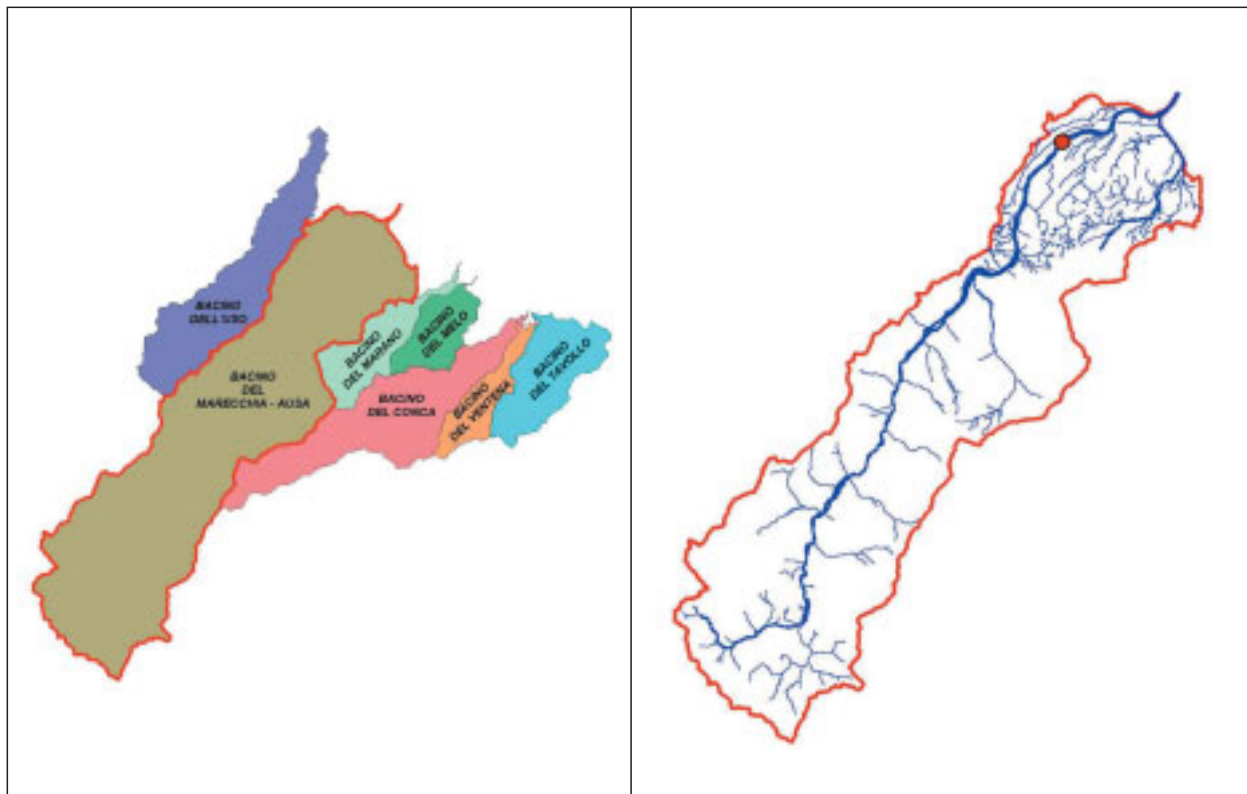 BACINO
DELL'USO
BACINO
DEL
MARECCHIA - AUSA
BACINO
DEL MARANO
BACINO
DEL MELO
BACINO
DEL CONCA
BACINO
DEL VENTENA
BACINO
DEL TAVOLLO